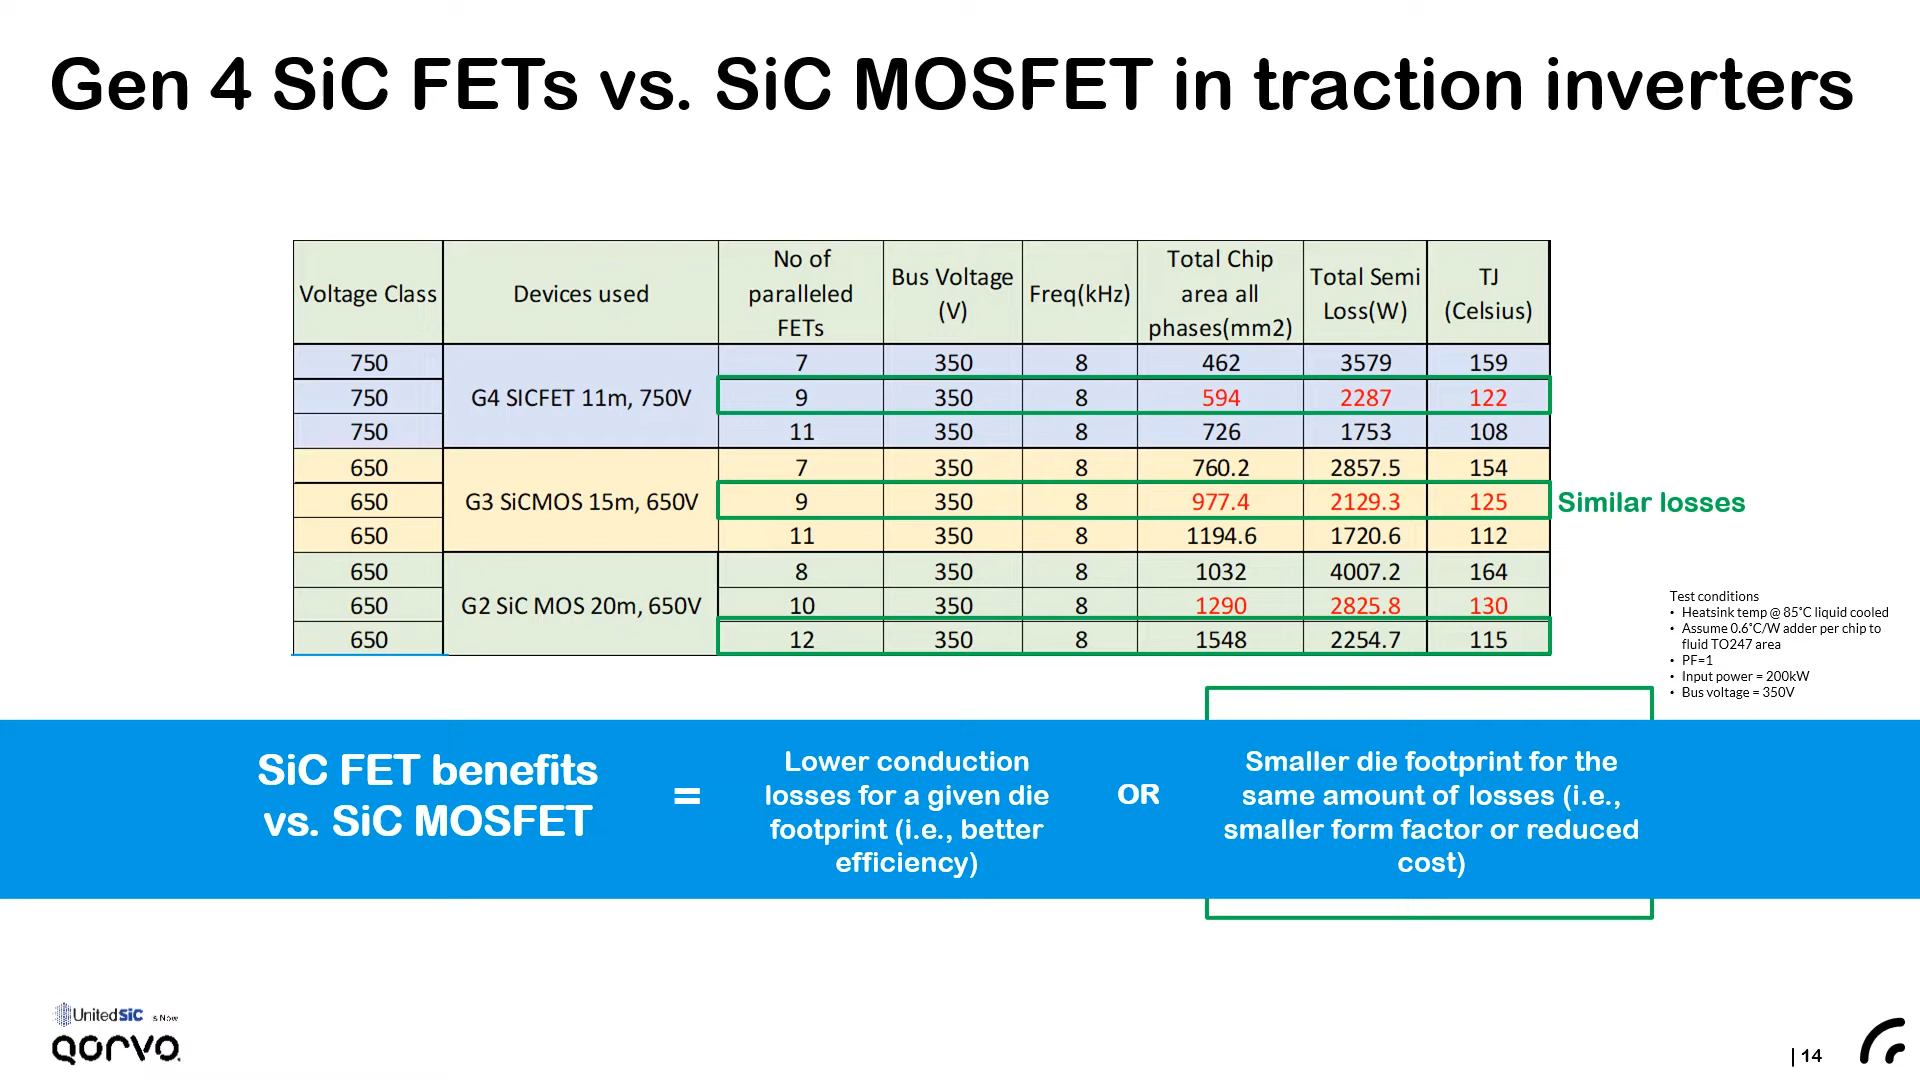 Gen 4 SiC FETs vs. SiC MOSFET in traction inverters
Voltage Class Devices used No of paralleled FETs Bus Voltage (V) Freq(kHz) Total Chip area all phases(mm2) Total Semi Loss(W) TJ (Celsius)
750 7 350 8 462 3579 159
750 G4 SICFET 11m, 750V 9 350 8 594 2287 122
750 11 350 8 726 1753 108
650 7 350 8 760.2 2857.5 154
650 G3 SiCMOS 15m, 650V 9 350 8 977.4 2129.3 125 Similar losses
650 11 350 8 1194.6 1720.6 112
650 8 350 8 1032 4007.2 164
650 G2 SiC MOS 20m, 650V 10 350 8 1290 2825.8 130
650 12 350 8 1548 2254.7 115
Test conditions
• Heatsink temp @ 85°C liquid cooled
• Assume 0.6°C/W adder per chip to
fluid TO247 area
• PF=1
• Input power = 200kW
• Bus voltage = 350V
SiC FET benefits
vs. SiC MOSFET
=
Lower conduction
losses for a given die
footprint (i.e., better
efficiency)
OR
Smaller die footprint for the
same amount of losses (i.e.,
smaller form factor or reduced
cost)
UnitedSiC is Now
QORVO
| 14